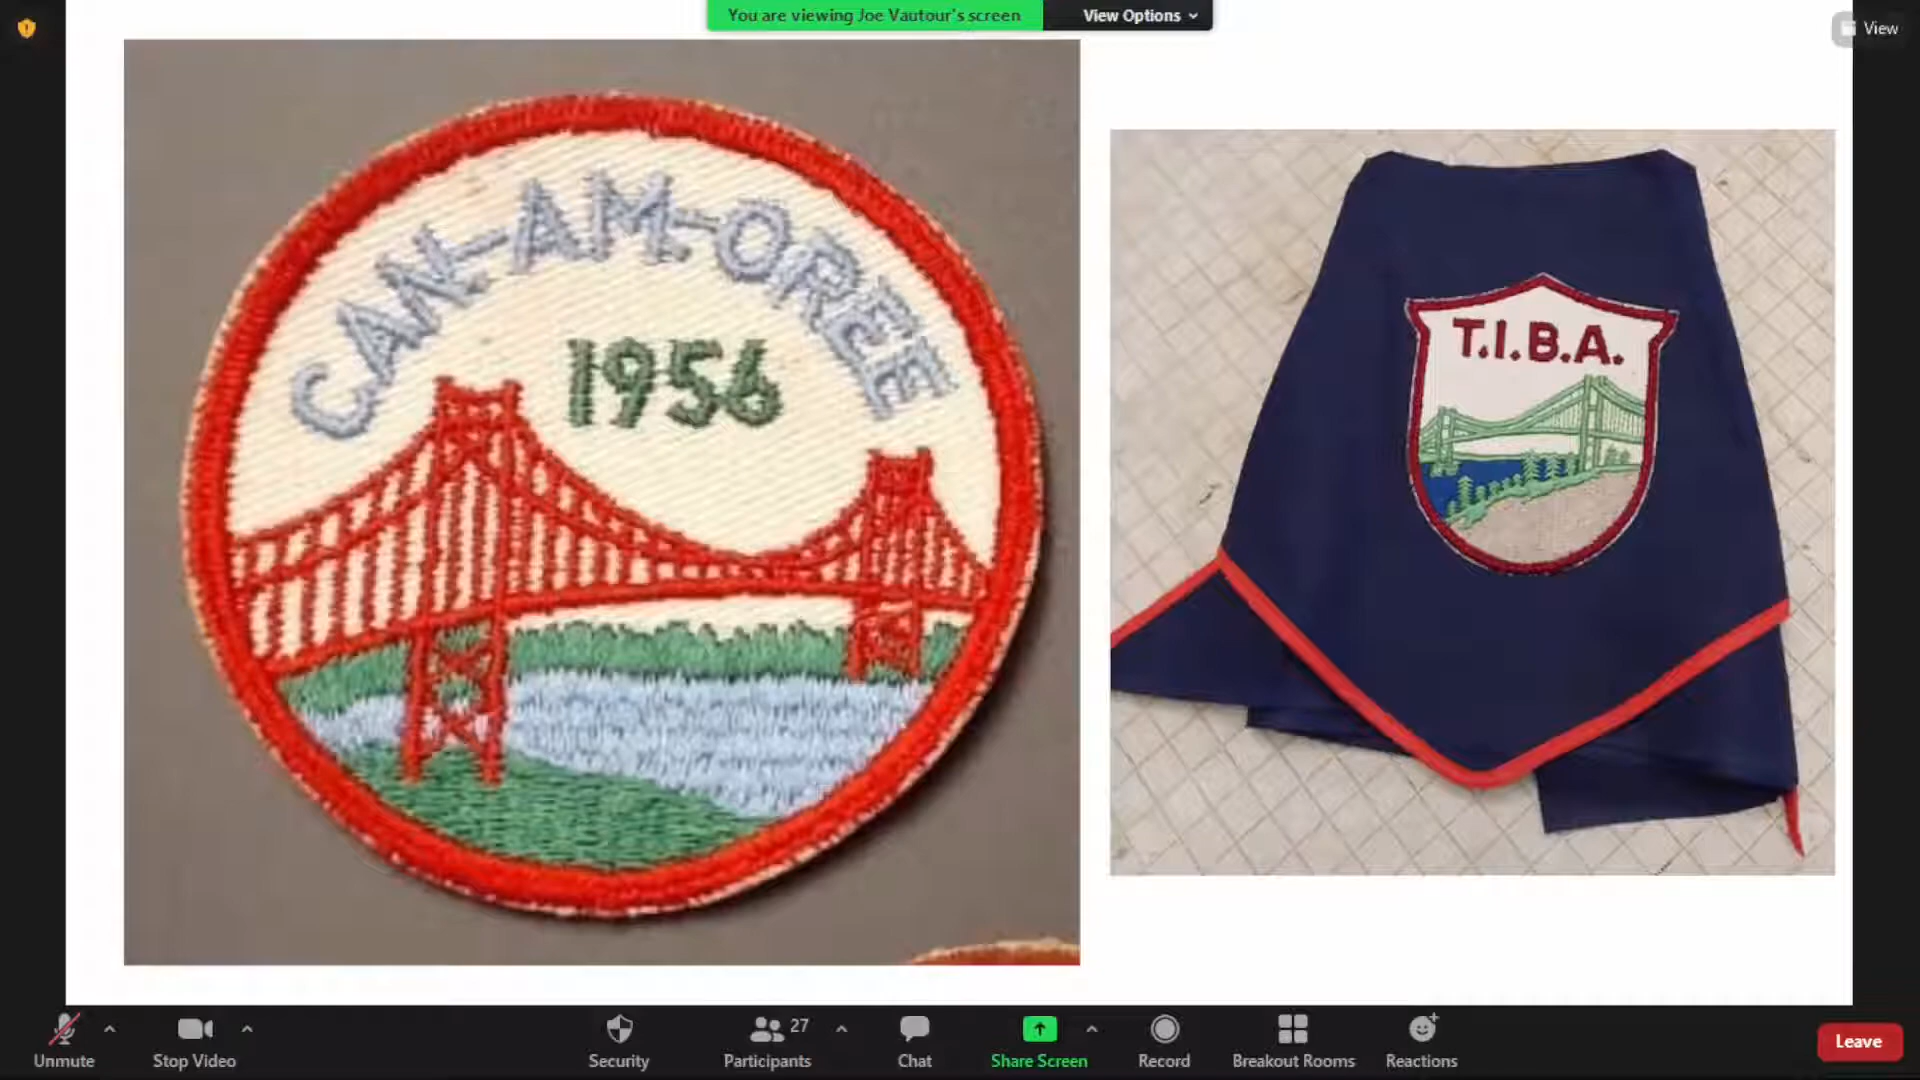 You are viewing Joe Vautour's screen
View Options
View
CAN-AM-OREE
1956
T.I.B.A.
Unmute
Stop Video
Security
27
Participants
Chat
Share Screen
Record
Breakout Rooms
Reactions
Leave